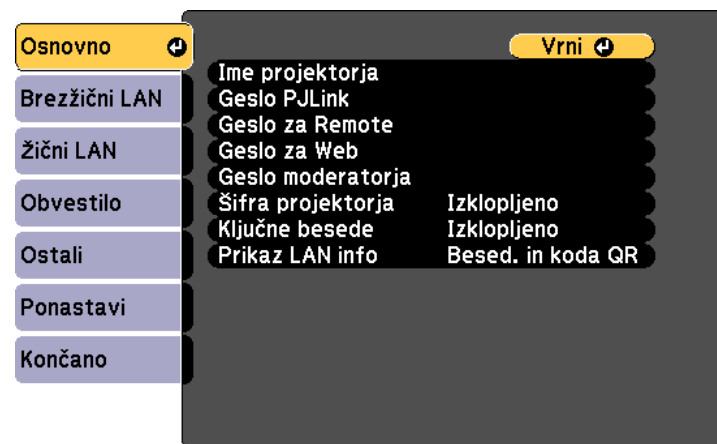 Osnovno
Brezžični LAN
Žični LAN
Obvestilo
Ostali
Ponastavi
Končano
Vrni
Ime projektorja
Geslo PJLink
Geslo za Remote
Geslo za Web
Geslo moderatorja
Šifra projektorja Izklopljeno
Ključne besede Izklopljeno
Prikaz LAN info Besed. in koda QR